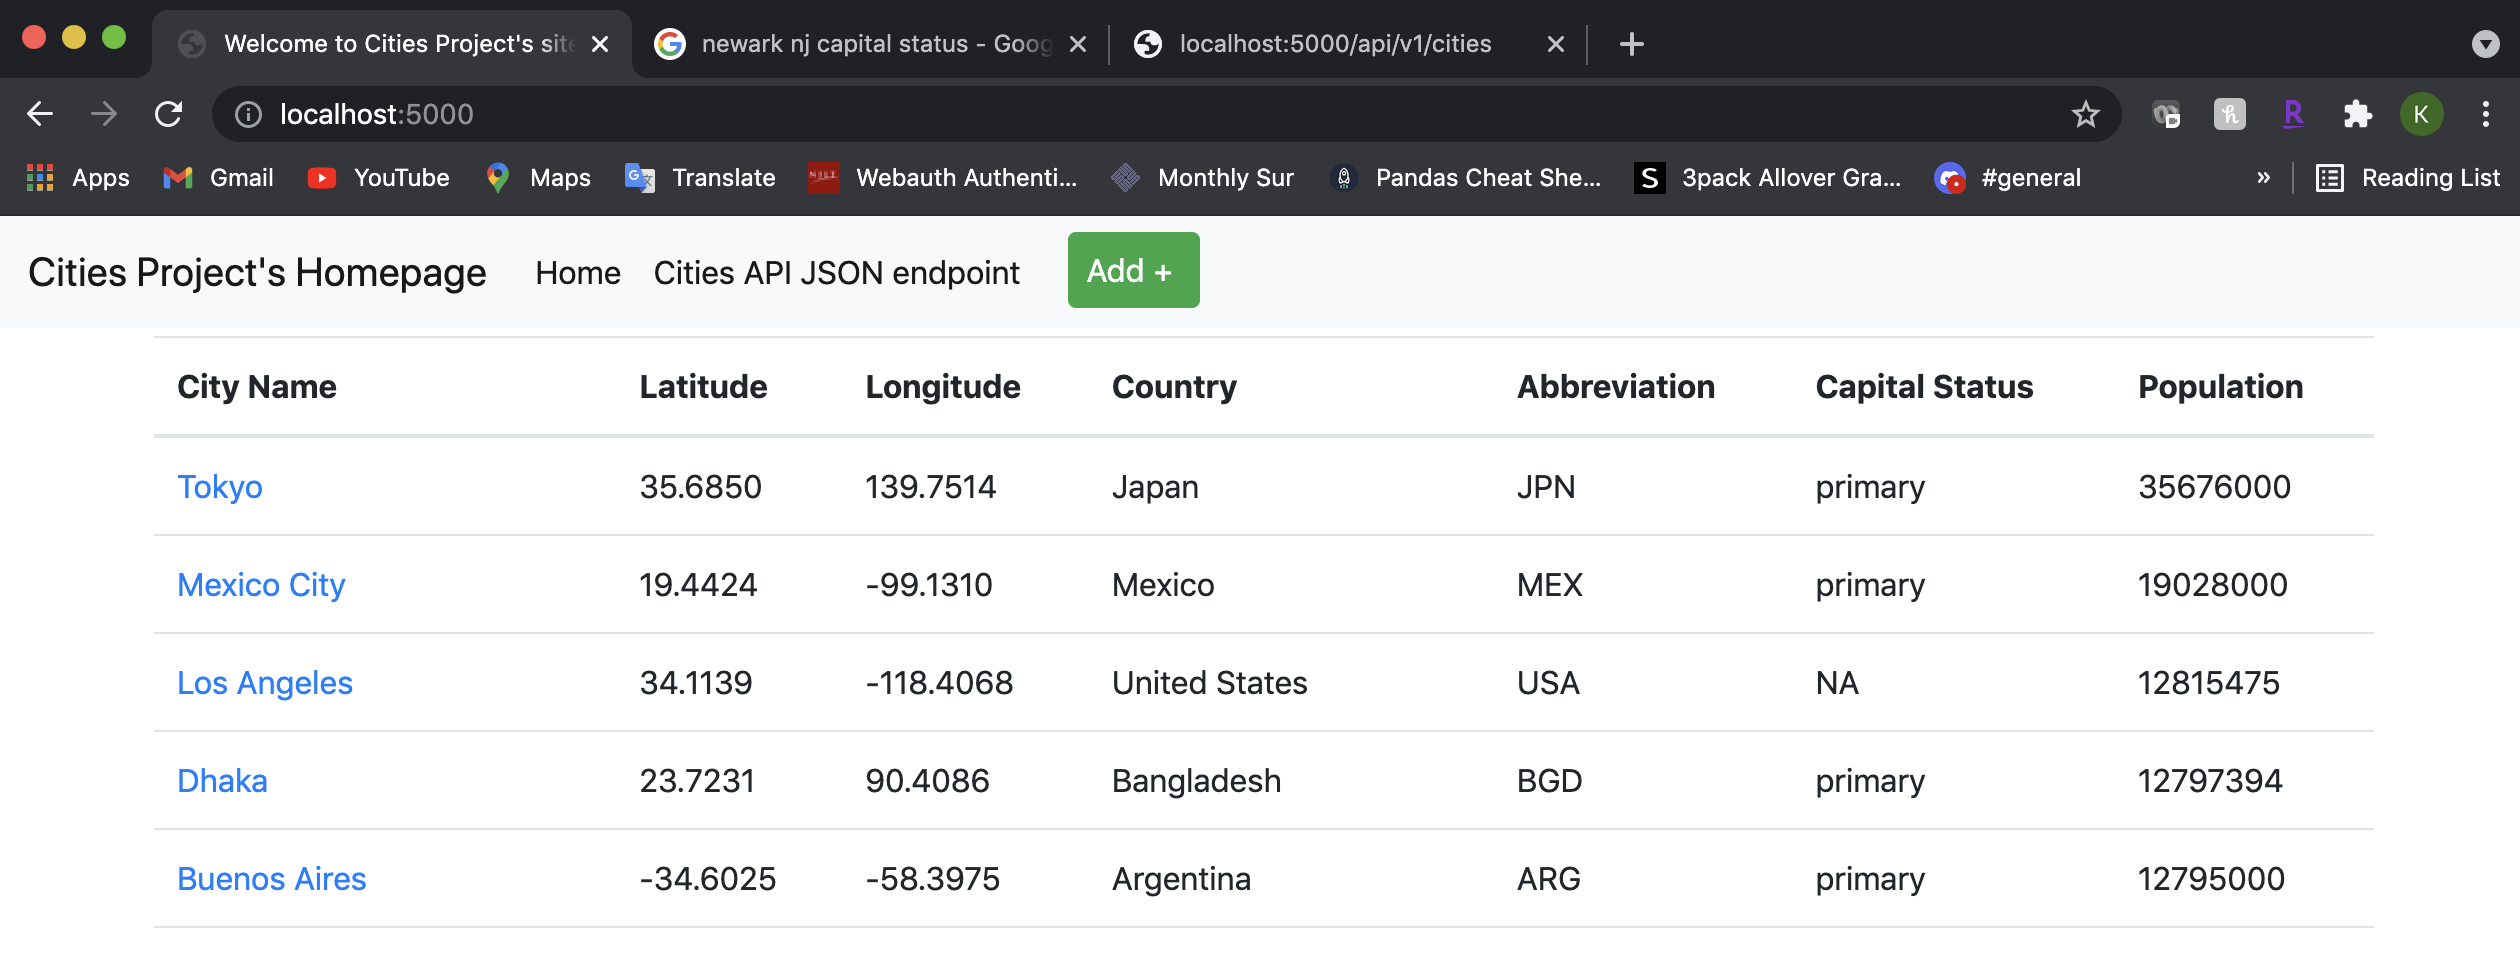 Welcome to Cities Project's site newark nj capital status - Goog localhost:5000/api/v1/cities
localhost:5000 K
Apps Gmail YouTube Maps Translate Webauth Authenti... Monthly Sur Pandas Cheat She... S 3pack Allover Gra... #general » Reading List
Cities Project's Homepage Home Cities API JSON endpoint Add +
City Name Latitude Longitude Country Abbreviation Capital Status Population
Tokyo 35.6850 139.7514 Japan JPN primary 35676000
Mexico City 19.4424 -99.1310 Mexico MEX primary 19028000
Los Angeles 34.1139 -118.4068 United States USA NA 12815475
Dhaka 23.7231 90.4086 Bangladesh BGD primary 12797394
Buenos Aires -34.6025 -58.3975 Argentina ARG primary 12795000